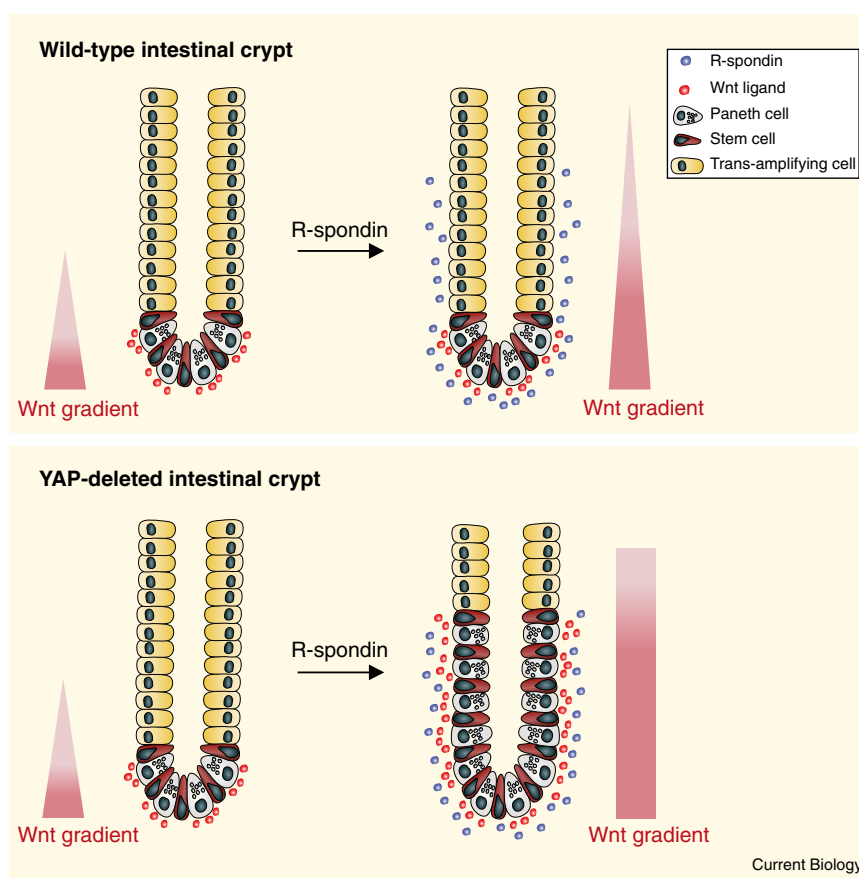 Wild-type intestinal crypt
R-spondin
Wnt ligand
Paneth cell
Stem cell
Trans-amplifying cell
R-spondin
Wnt gradient
Wnt gradient
YAP-deleted intestinal crypt
R-spondin
Wnt gradient
Wnt gradient
Current Biology